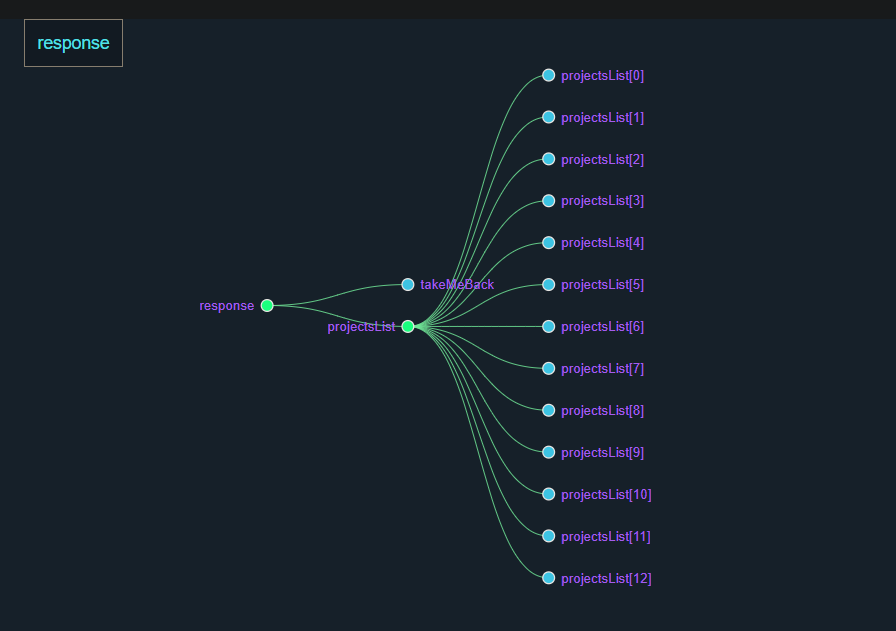 response
projectsList[0]
projectsList[1]
projectsList[2]
projectsList[3]
projectsList[4]
takeMeBack
projectsList[5]
response
projectsList
projectsList[6]
projectsList[7]
projectsList[8]
projectsList[9]
projectsList[10]
projectsList[11]
projectsList[12]